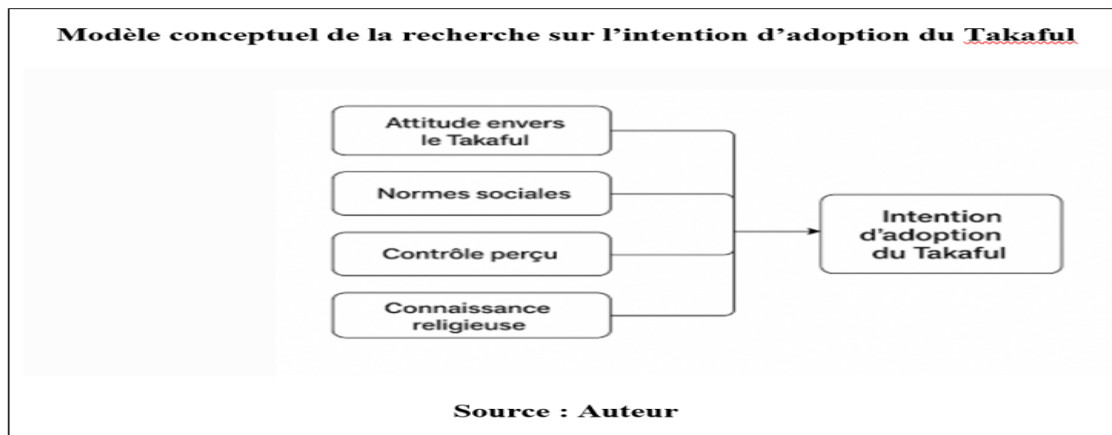 Modèle conceptuel de la recherche sur l’intention d’adoption du Takaful
Attitude envers
le Takaful
Normes sociales
Contrôle perçu
Connaissance
religieuse
Intention
d’adoption
du Takaful
Source : Auteur